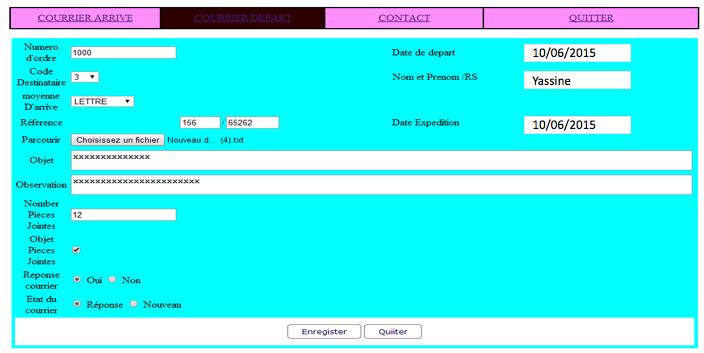 COURRIER ARRIVE COURRIER DEPART CONTACT QUITTER
Numero
d'ordre 1000 Date de depart 10/06/2015
Code
Destinataire 3 Nom et Prenom /RS Yassine
moyenne
D'arrive LETTRE
Réference 156 / 65262 Date Expedition 10/06/2015
Parcourir Choisissez un fichier Nouveau d... (4).txt
Objet xxxxxxxxxxxxxx
Observation xxxxxxxxxxxxxxxxxxxxxxx
Nomber
Pieces
Jointes 12
Objet
Pieces
Jointes
Reponse
courrier Oui Non
Etat du
courrier Réponse Nouveau
Enregister Quiiter